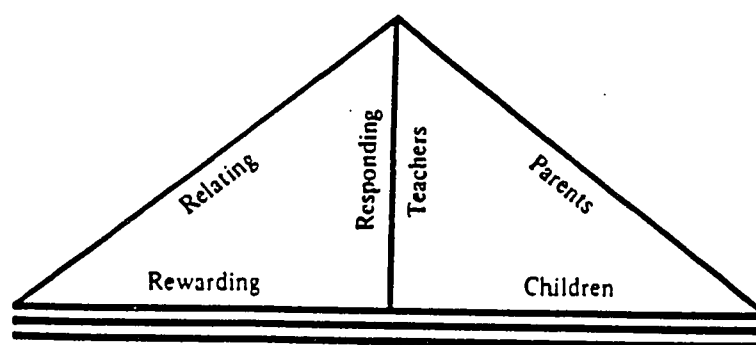 Relating
Responding
Teachers
Parents
Rewarding
Children